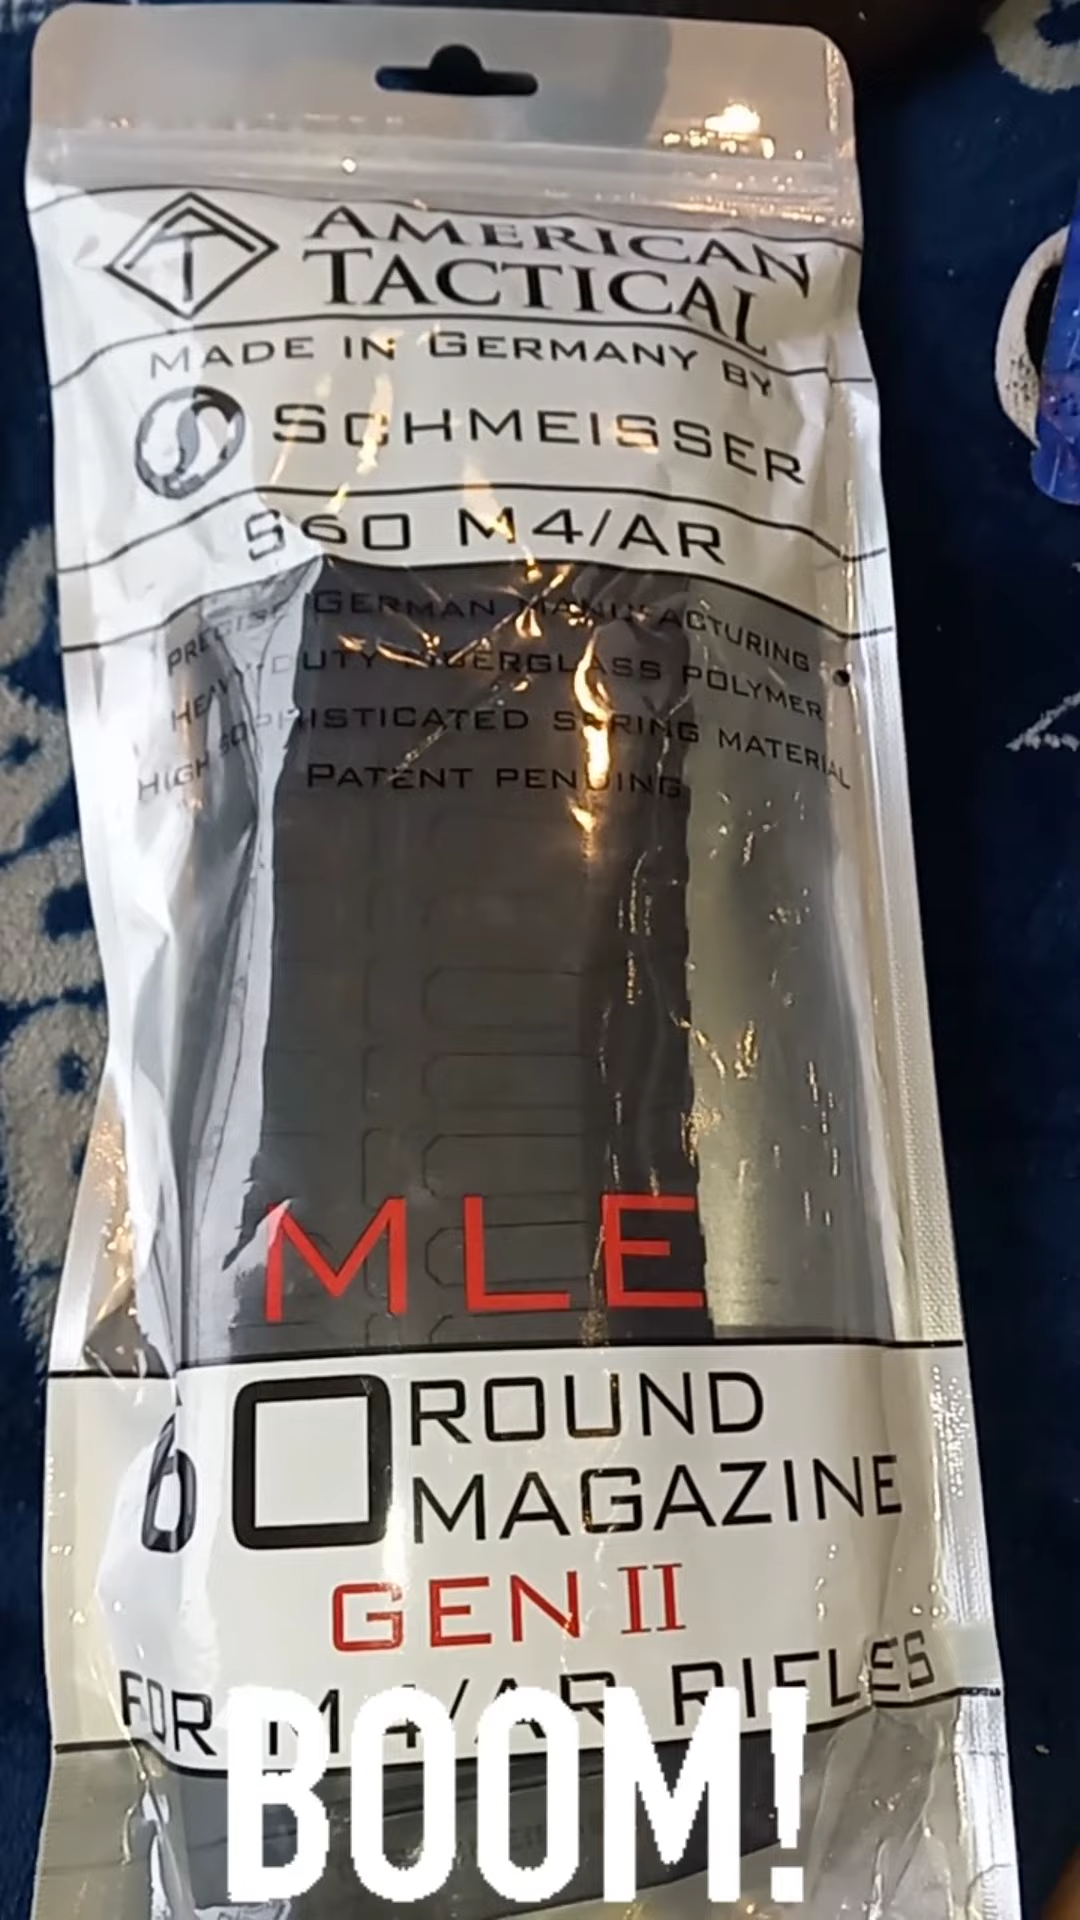 AMERICAN
TACTICAL
MADE IN GERMANY BY
SCHMEISSER
S60 M4/AR
PRECISE GERMAN MANUFACTURING
HEAVY-DUTY FIBERGLASS POLYMER
HIGH SOPHISTICATED SPRING MATERIAL
PATENT PENDING
MLE
60 ROUND
MAGAZINE
GEN II
FOR M4/AR RIFLES
BOOM!